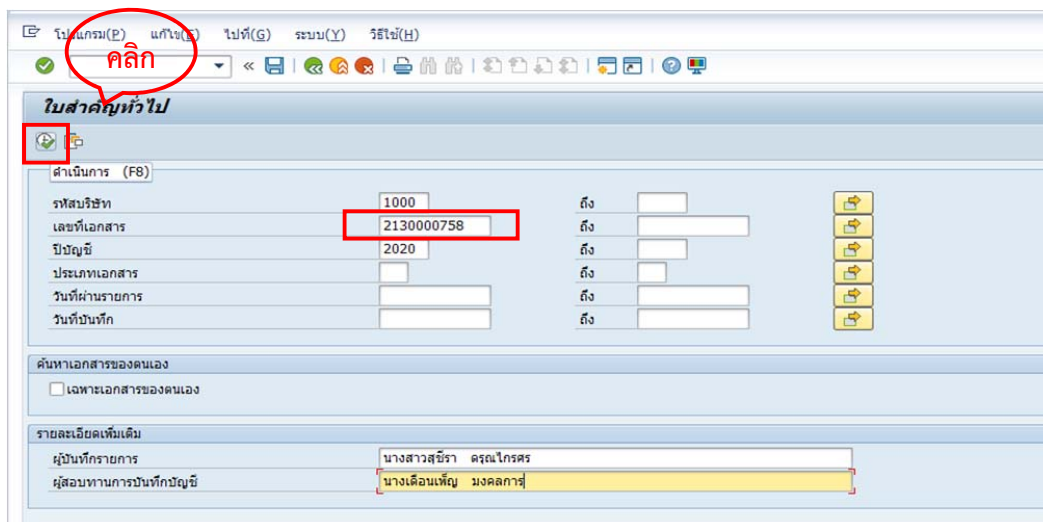 โปรแกรม(P) แก้ไข(E) ไปที่(G) ระบบ(Y) วิธีใช้(H)
คลิก
ใบสำคัญทั่วไป
ดำเนินการ (F8)
รหัสบริษัท 1000 ถึง
เลขที่เอกสาร 2130000758 ถึง
ปีบัญชี 2020 ถึง
ประเภทเอกสาร ถึง
วันที่ผ่านรายการ ถึง
วันที่บันทึก ถึง
ค้นหาเอกสารของตนเอง
เฉพาะเอกสารของตนเอง
รายละเอียดเพิ่มเติม
ผู้บันทึกรายการ นางสาวสุชีรา ดรุณไกรศร
ผู้สอบทานการบันทึกบัญชี นางเดือนเพ็ญ มงคลการ